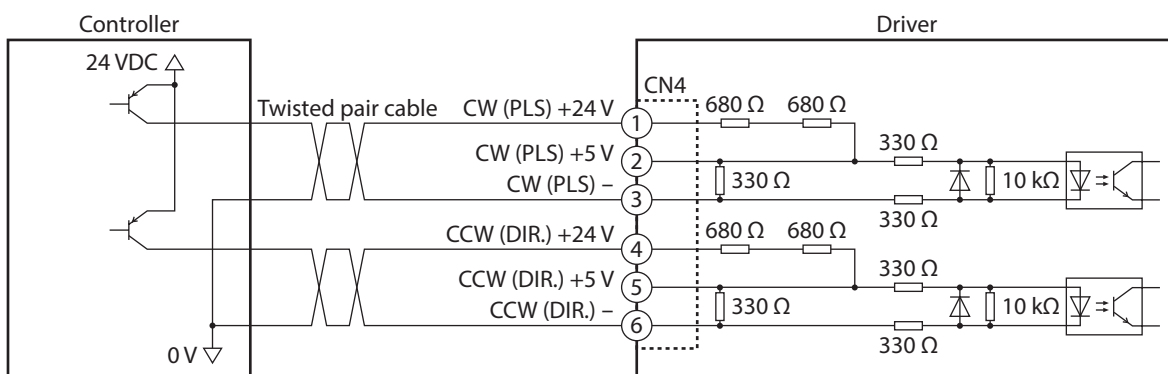 Controller
Driver
24 VDC
CN4
Twisted pair cable
CW (PLS) +24 V
1
680 Ω
680 Ω
CW (PLS) +5 V
2
330 Ω
CW (PLS) –
3
330 Ω
10 kΩ
330 Ω
CCW (DIR.) +24 V
4
680 Ω
680 Ω
CCW (DIR.) +5 V
5
330 Ω
CCW (DIR.) –
6
330 Ω
10 kΩ
330 Ω
0 V